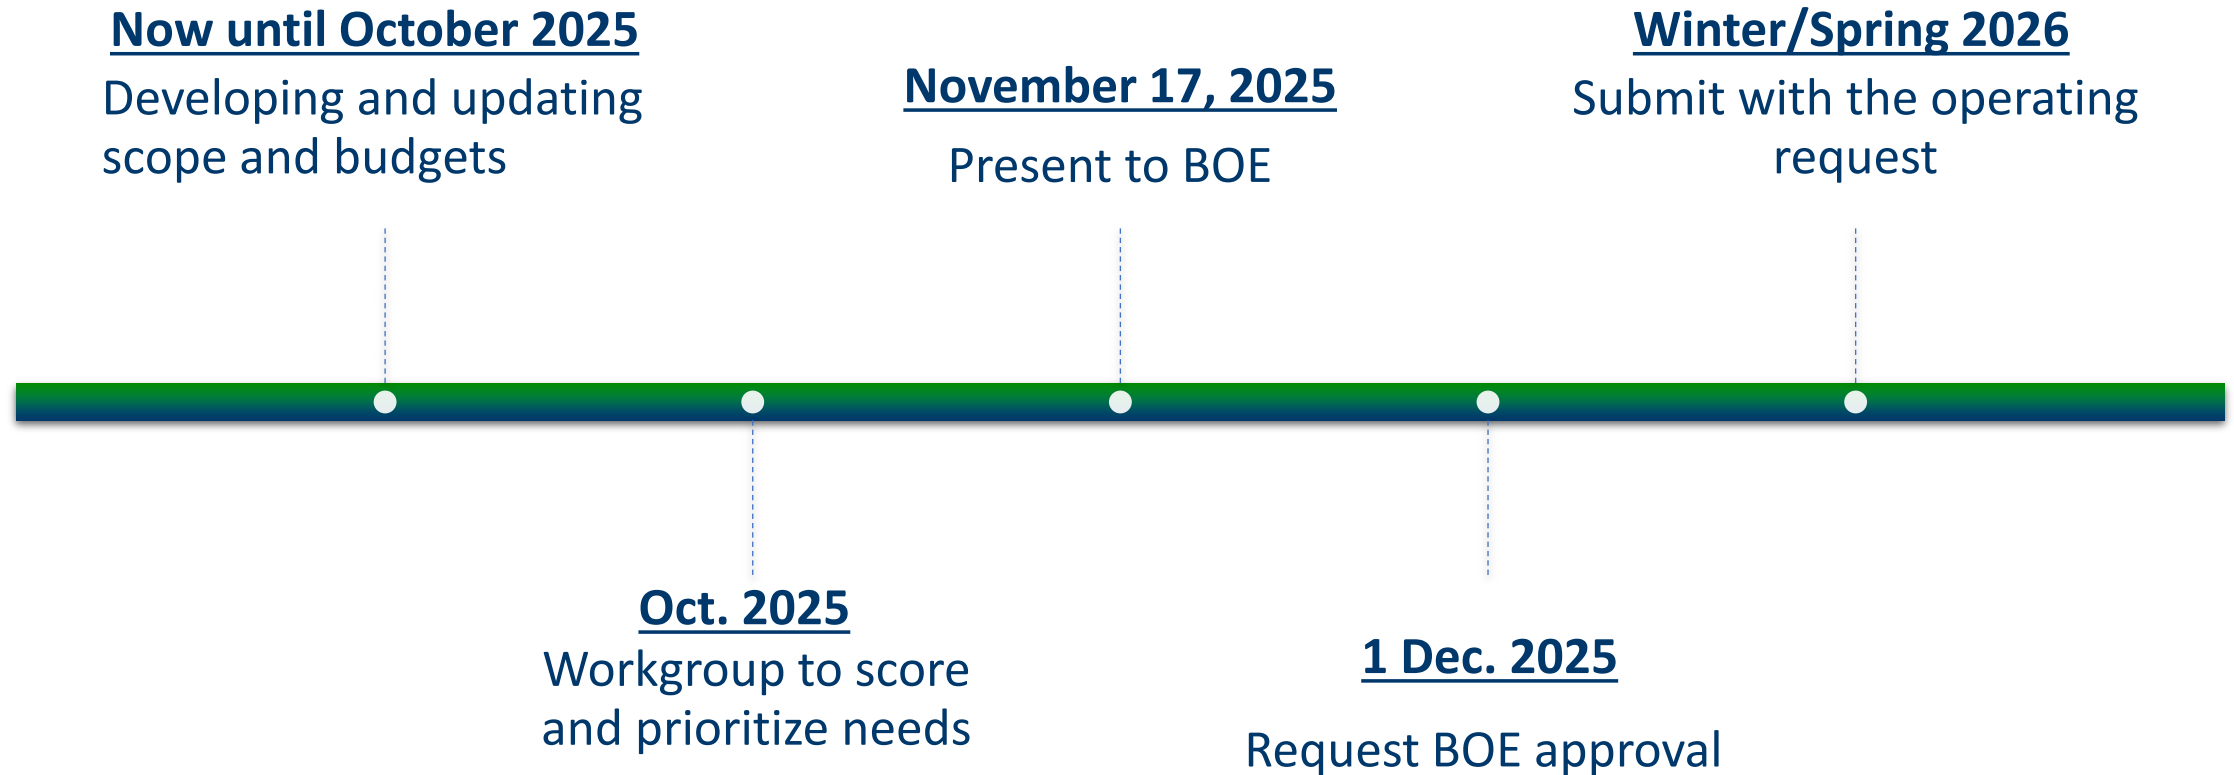 Now until October 2025
Developing and updating
scope and budgets
Oct. 2025
Workgroup to score
and prioritize needs
November 17, 2025
Present to BOE
1 Dec. 2025
Request BOE approval
Winter/Spring 2026
Submit with the operating
request